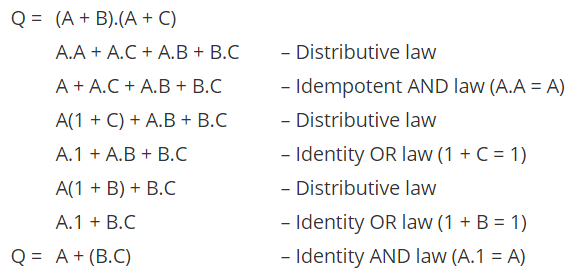 Q = (A + B).(A + C)
A.A + A.C + A.B + B.C – Distributive law
A + A.C + A.B + B.C – Idempotent AND law (A.A = A)
A(1 + C) + A.B + B.C – Distributive law
A.1 + A.B + B.C – Identity OR law (1 + C = 1)
A(1 + B) + B.C – Distributive law
A.1 + B.C – Identity OR law (1 + B = 1)
Q = A + (B.C) – Identity AND law (A.1 = A)